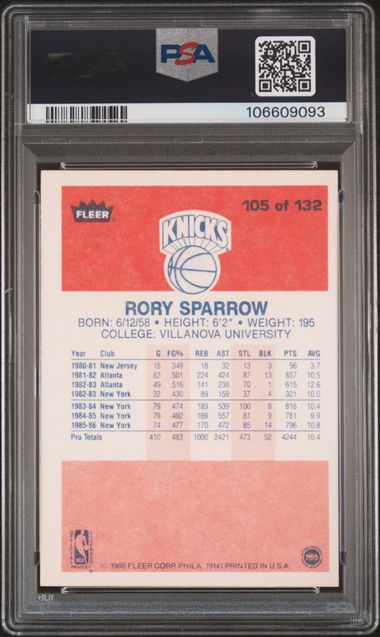 PSA
PSA
106609093
FLEER
105 of 132
KNICKS
RORY SPARROW
BORN: 6/12/58 • HEIGHT: 6'2" • WEIGHT: 195
COLLEGE: VILLANOVA UNIVERSITY
Year Club G FG% REB AST STL BLK PTS AVG
1980-81 New Jersey 15 .349 18 32 13 3 56 3.7
1981-82 Atlanta 82 .501 224 424 87 13 857 10.5
1982-83 Atlanta 49 .516 141 238 70 1 615 12.6
1982-83 New York 32 .430 89 159 37 4 321 10.0
1983-84 New York 79 .474 189 539 100 8 818 10.4
1984-85 New York 79 .492 169 557 81 9 781 9.9
1985-86 New York 74 .477 170 472 85 14 796 10.8
Pro Totals 410 .483 1000 2421 473 52 4244 10.4
© 1986 FLEER CORP. PHILA. 19141 PRINTED IN U.S.A.